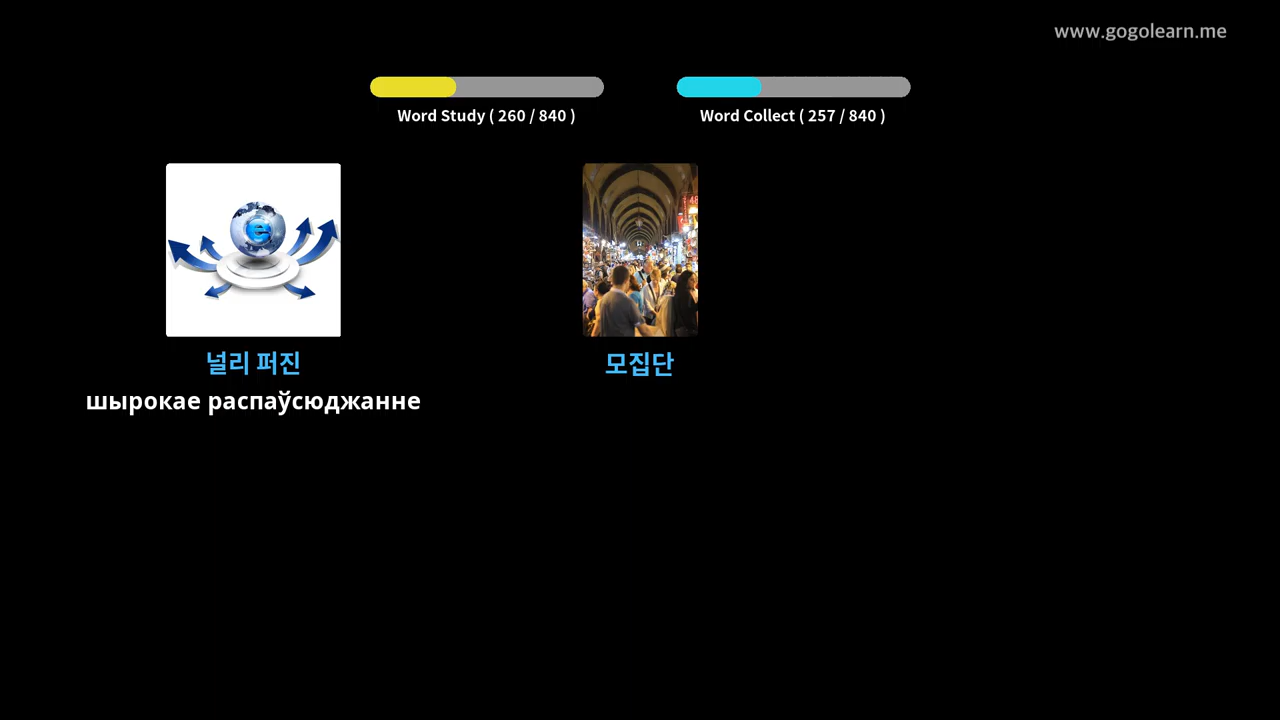 www.gogolearn.me
Word Study ( 260 / 840 )
Word Collect ( 257 / 840 )
널리 퍼진
모집단
шырокае распаўсюджанне